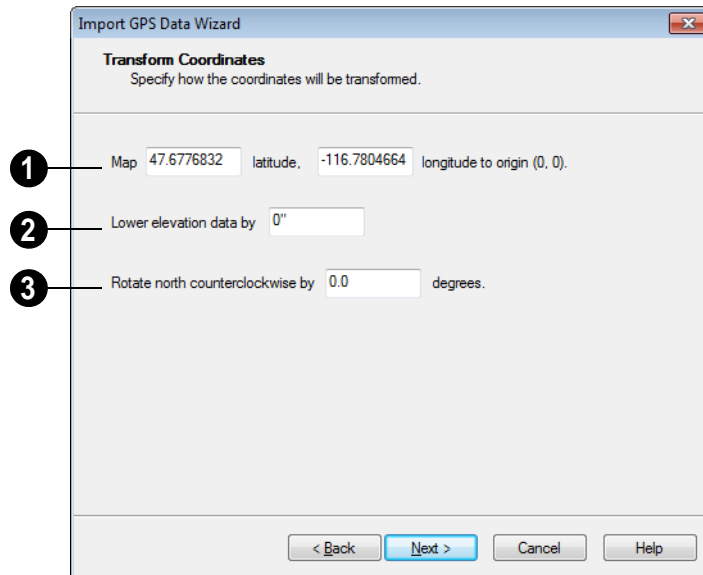 Import GPS Data Wizard
Transform Coordinates
Specify how the coordinates will be transformed.
1 Map 47.6776832 latitude, -116.7804664 longitude to origin (0, 0).
2 Lower elevation data by 0"
3 Rotate north counterclockwise by 0.0 degrees.
< Back Next > Cancel Help